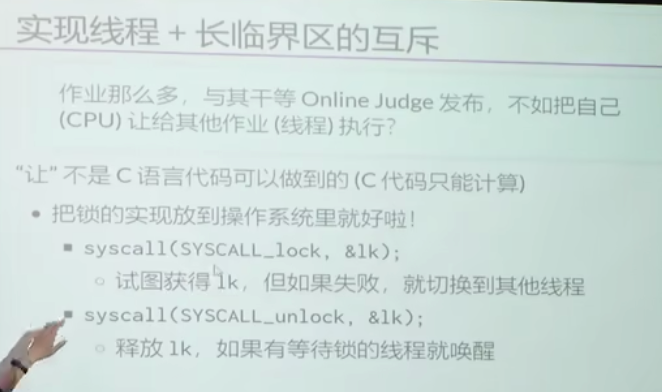 实现线程 + 长临界区的互斥
作业那么多，与其干等 Online Judge 发布，不如把自己
(CPU) 让给其他作业 (线程) 执行？
“让” 不是 C 语言代码可以做到的 (C 代码只能计算)
• 把锁的实现放到操作系统里就好啦！
▪ syscall(SYSCALL_lock, &lk);
◦ 试图获得 lk，但如果失败，就切换到其他线程
▪ syscall(SYSCALL_unlock, &lk);
◦ 释放 lk，如果有等待锁的线程就唤醒